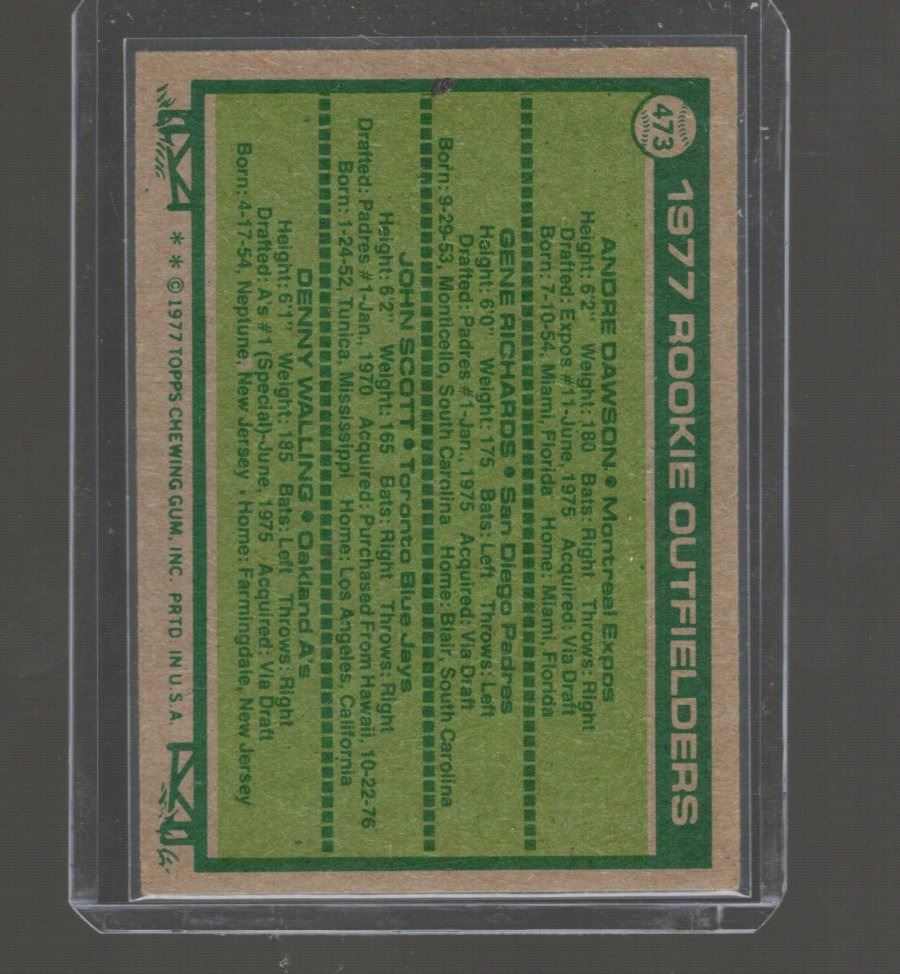 473
1977 ROOKIE OUTFIELDERS
ANDRE DAWSON • Montreal Expos
Height: 6'2" Weight: 180 Bats: Right Throws: Right
Drafted: Expos #11-June, 1975 Acquired: Via Draft
Born: 7-10-54, Miami, Florida Home: Miami, Florida
GENE RICHARDS • San Diego Padres
Height: 6'0" Weight: 175 Bats: Left Throws: Left
Drafted: Padres #1-Jan. 1975 Acquired: Via Draft
Born: 9-29-53, Monticello, South Carolina Home: Blair, South Carolina
JOHN SCOTT • Toronto Blue Jays
Height: 6'2" Weight: 165 Bats: Right Throws: Right
Drafted: Padres #1-Jan., 1970 Acquired: Purchased From Hawaii, 10-22-76
Born: 1-24-52, Tunica, Mississippi Home: Los Angeles, California
DENNY WALLING • Oakland A's
Height: 6'1" Weight: 185 Bats: Left Throws: Right
Drafted: A's #1 (Special)-June, 1975 Acquired: Via Draft
Born: 4-17-54, Neptune, New Jersey • Home: Farmingdale, New Jersey
* * © 1977 TOPPS CHEWING GUM, INC. PRTD. IN U.S.A.